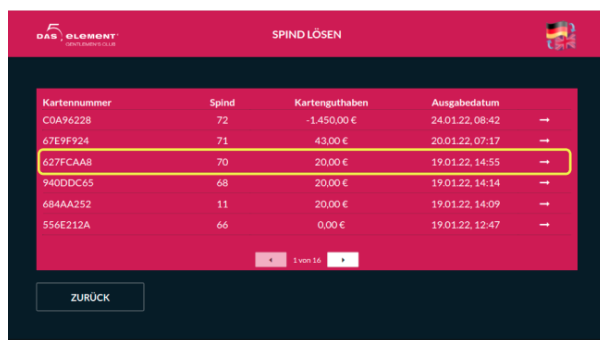 DAS 5. ELEMENT
GENTLEMEN'S CLUB
SPIND LÖSEN
Kartennummer Spind Kartenguthaben Ausgabedatum
C0A96228 72 -1.450,00 € 24.01.22, 08:42 →
67E9F924 71 43,00 € 20.01.22, 07:17 →
627FCAA8 70 20,00 € 19.01.22, 14:55 →
940DDC65 68 20,00 € 19.01.22, 14:14 →
684AA252 11 20,00 € 19.01.22, 14:09 →
556E212A 66 0,00 € 19.01.22, 12:47 →
1 von 16
ZURÜCK